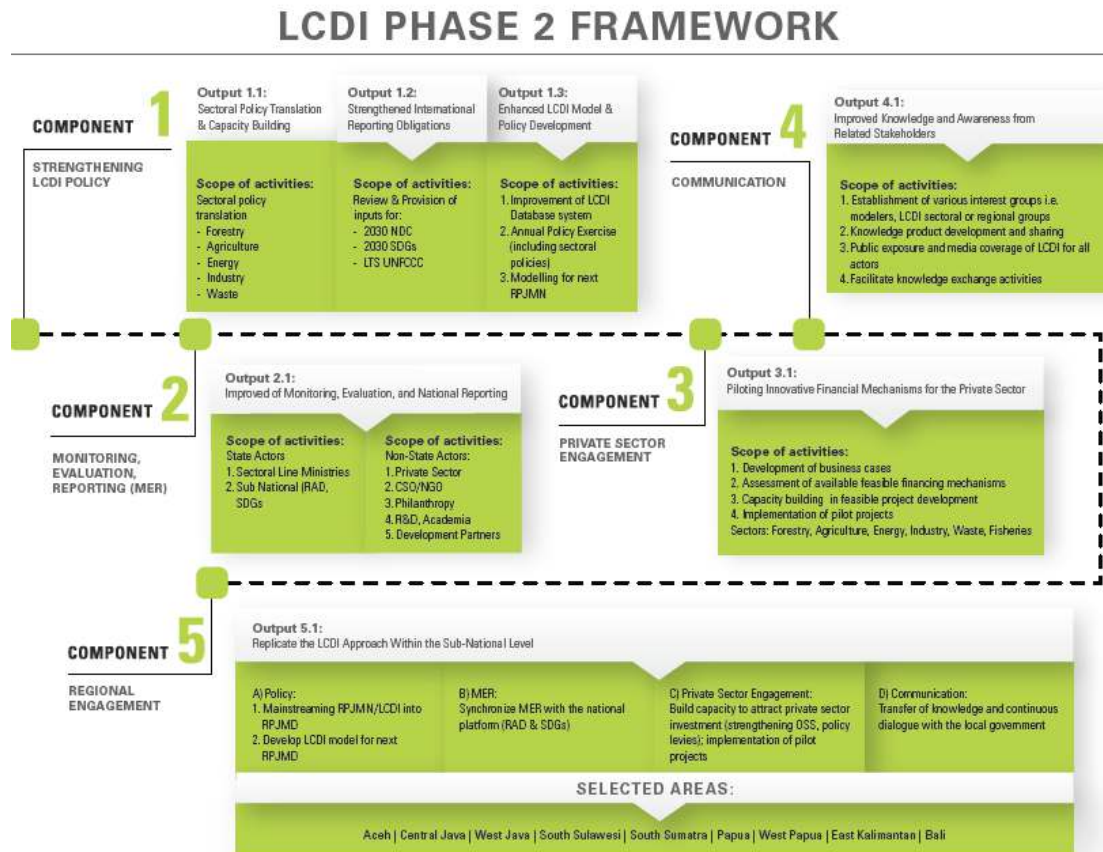 LCDI PHASE 2 FRAMEWORK
COMPONENT 1
STRENGTHENING
LCDI POLICY
Output 1.1:
Sectoral Policy Translation
& Capacity Building
Scope of activities:
Sectoral policy
translation
- Forestry
- Agriculture
- Energy
- Industry
- Waste
Output 1.2:
Strengthened International
Reporting Obligations
Scope of activities:
Review & Provision of
inputs for:
- 2030 NDC
- 2030 SDGs
- LTS UNFCCC
Output 1.3:
Enhanced LCDI Model &
Policy Development
Scope of activities:
1. Improvement of LCDI
Database system
2. Annual Policy Exercise
(including sectoral
policies)
3. Modelling for next
RPJMN
COMPONENT 4
COMMUNICATION
Output 4.1:
Improved Knowledge and Awareness from
Related Stakeholders
Scope of activities:
1. Establishment of various interest groups i.e.
modelers, LCDI sectoral or regional groups
2. Knowledge product development and sharing
3. Public exposure and media coverage of LCDI for all
actors
4. Facilitate knowledge exchange activities
COMPONENT 2
MONITORING,
EVALUATION,
REPORTING (MER)
Output 2.1:
Improved of Monitoring, Evaluation, and National Reporting
Scope of activities:
State Actors
1. Sectoral Line Ministries
2. Sub National (RAD,
SDGs
Scope of activities:
Non-State Actors:
1. Private Sector
2. CSO/NGO
3. Philanthropy
4. R&D, Academia
5. Development Partners
COMPONENT 3
PRIVATE SECTOR
ENGAGEMENT
Output 3.1:
Piloting Innovative Financial Mechanisms for the Private Sector
Scope of activities:
1. Development of business cases
2. Assessment of available feasible financing mechanisms
3. Capacity building in feasible project development
4. Implementation of pilot projects
Sectors: Forestry, Agriculture, Energy, Industry, Waste, Fisheries
COMPONENT 5
REGIONAL
ENGAGEMENT
Output 5.1:
Replicate the LCDI Approach Within the Sub-National Level
A) Policy:
1. Mainstreaming RPJMN/LCDI into
RPJMD
2. Develop LCDI model for next
RPJMD
B) MER:
Synchronize MER with the national
platform (RAD & SDGs)
C) Private Sector Engagement:
Build capacity to attract private sector
investment (strengthening OSS, policy
levies); implementation of pilot
projects
D) Communication:
Transfer of knowledge and continuous
dialogue with the local government
SELECTED AREAS:
Aceh | Central Java | West Java | South Sulawesi | South Sumatra | Papua | West Papua | East Kalimantan | Bali